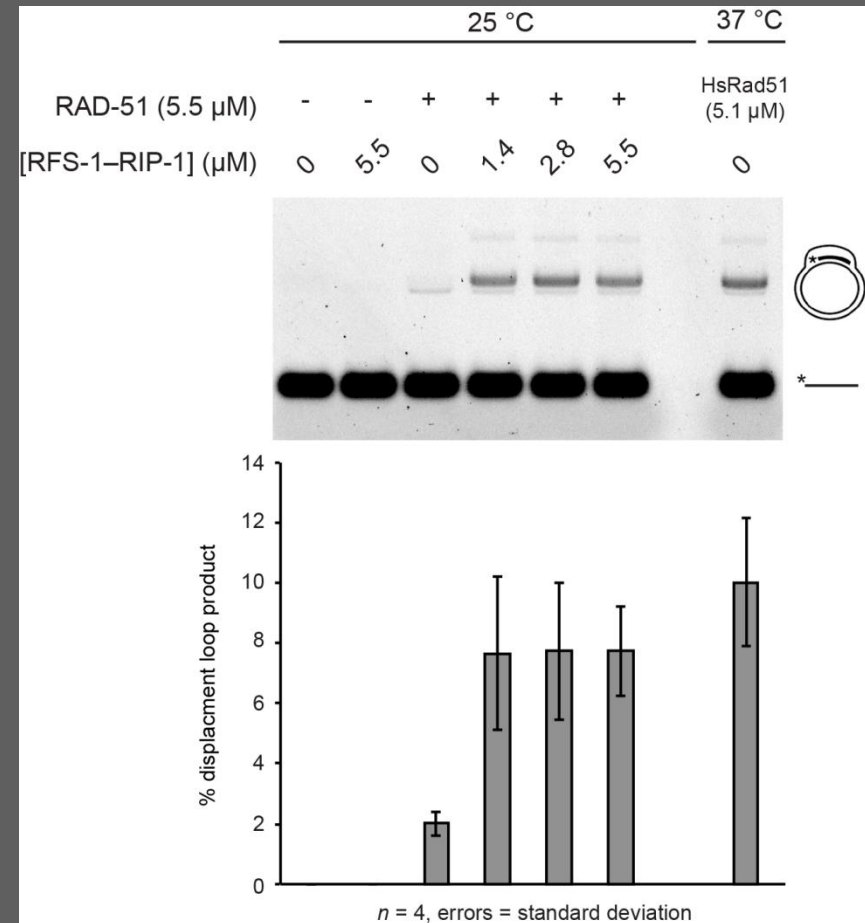 25 °C 37 °C
RAD-51 (5.5 µM) - - + + + + HsRad51 (5.1 µM)
[RFS-1–RIP-1] (µM) 0 5.5 0 1.4 2.8 5.5 0
*
*
14
12
10
8
6
4
2
0
% displacment loop product
n = 4, errors = standard deviation